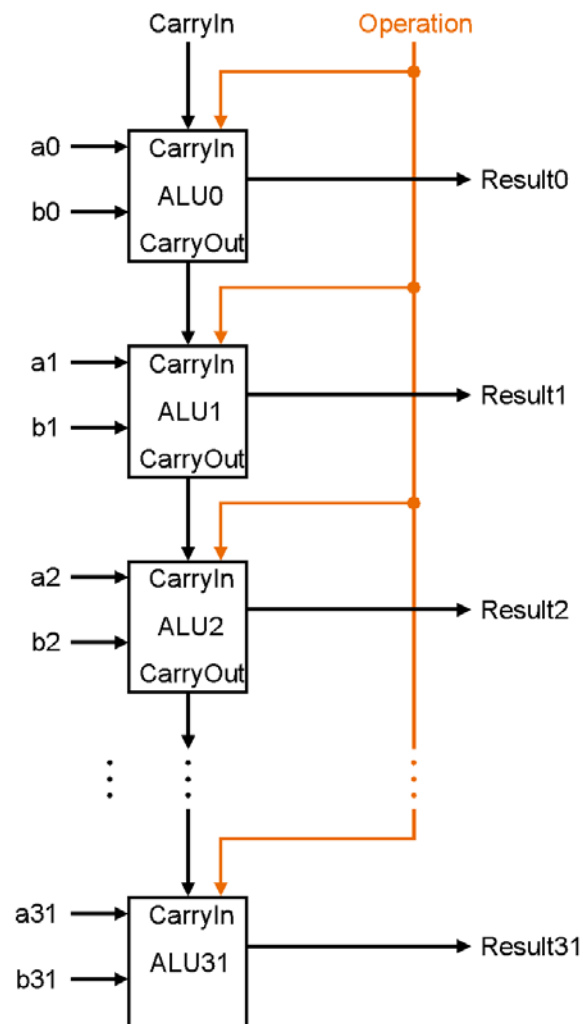 CarryIn Operation
a0 CarryIn
ALU0 Result0
b0
CarryOut
a1 CarryIn
ALU1 Result1
b1
CarryOut
a2 CarryIn
ALU2 Result2
b2
CarryOut
a31 CarryIn
ALU31 Result31
b31